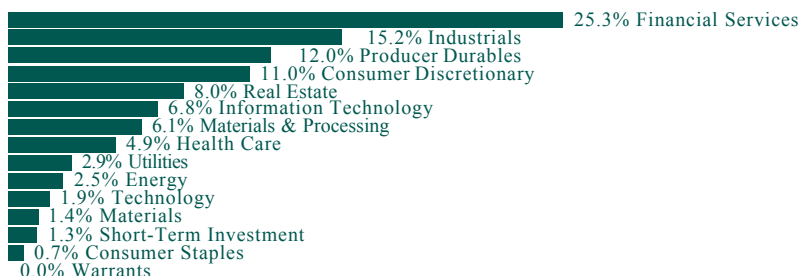 25.3% Financial Services
15.2% Industrials
12.0% Producer Durables
11.0% Consumer Discretionary
8.0% Real Estate
6.8% Information Technology
6.1% Materials & Processing
4.9% Health Care
2.9% Utilities
2.5% Energy
1.9% Technology
1.4% Materials
1.3% Short-Term Investment
0.7% Consumer Staples
0.0% Warrants